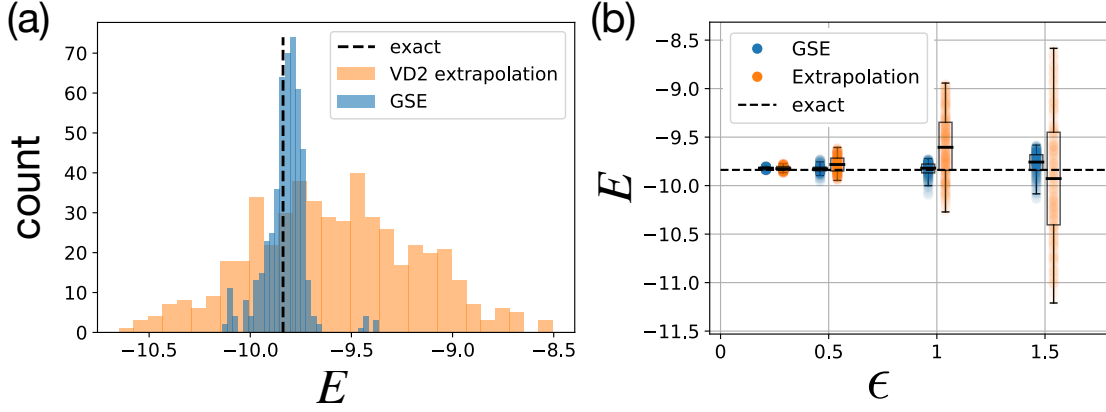 (a)
count
70
60
50
40
30
20
10
0
−10.5
−10.0
−9.5
−9.0
−8.5
E
exact
VD2 extrapolation
GSE
(b)
E
−8.5
−9.0
−9.5
−10.0
−10.5
−11.0
−11.5
0
0.5
1
1.5
ϵ
GSE
Extrapolation
exact